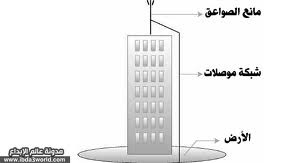 مانع الصواعق
شبكة موصلات
الأرض
مدونة عالم الإبداع
www.ibda3world.com